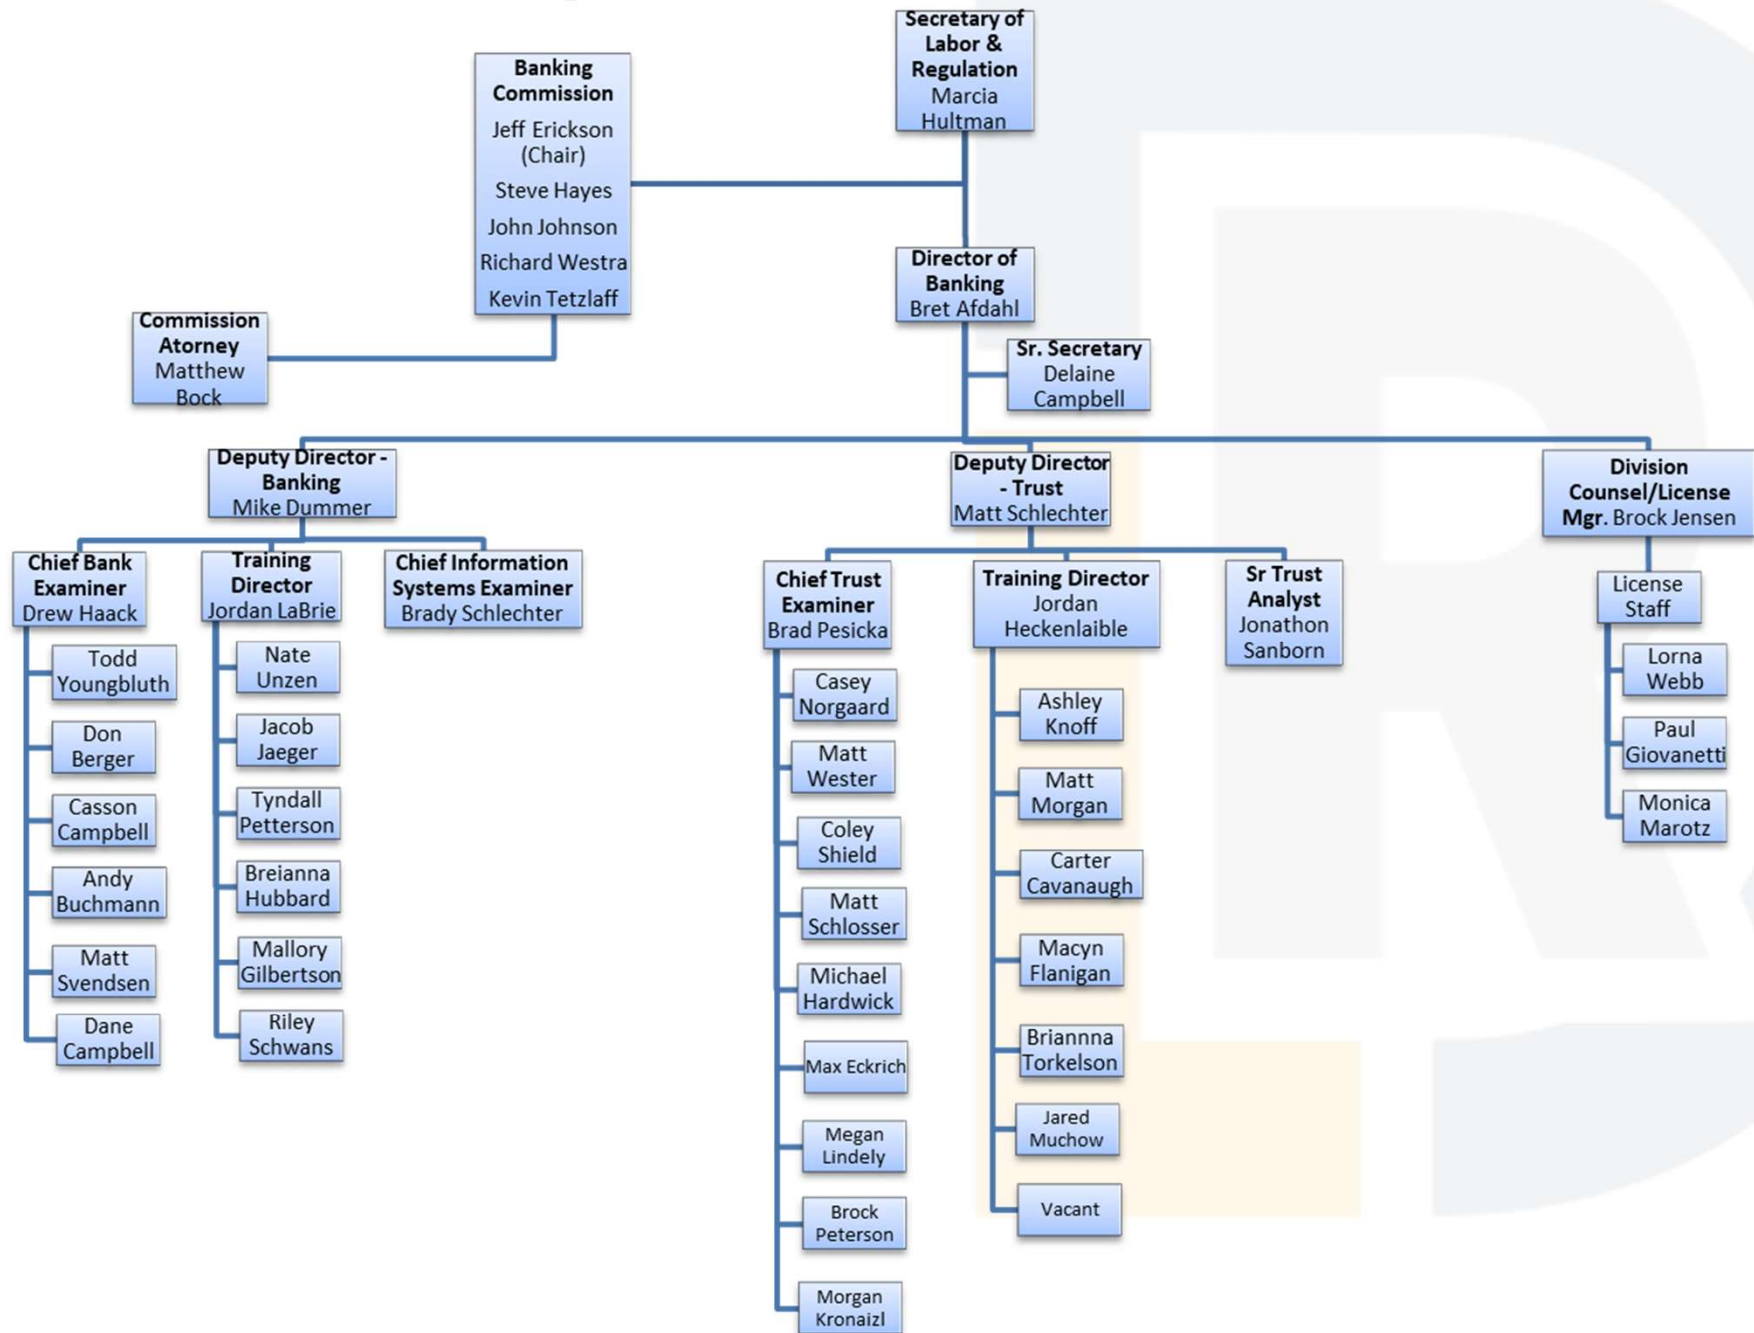 Secretary of
Labor &
Regulation
Marcia
Hultman
Banking
Commission
Jeff Erickson
(Chair)
Steve Hayes
John Johnson
Richard Westra
Kevin Tetzlaff
Director of
Banking
Bret Afdahl
Commission
Atorney
Matthew
Bock
Sr. Secretary
Delaine
Campbell
Deputy Director -
Banking
Mike Dummer
Deputy Director
- Trust
Matt Schlechter
Division
Counsel/License
Mgr. Brock Jensen
Chief Bank
Examiner
Drew Haack
Training
Director
Jordan LaBrie
Chief Information
Systems Examiner
Brady Schlechter
Chief Trust
Examiner
Brad Pesicka
Training Director
Jordan
Heckenlaible
Sr Trust
Analyst
Jonathon
Sanborn
License
Staff
Todd
Youngbluth
Don
Berger
Casson
Campbell
Andy
Buchmann
Matt
Svendsen
Dane
Campbell
Nate
Unzen
Jacob
Jaeger
Tyndall
Petterson
Breianna
Hubbard
Mallory
Gilbertson
Riley
Schwans
Casey
Norgaard
Matt
Wester
Coley
Shield
Matt
Schlosser
Michael
Hardwick
Max Eckrich
Megan
Lindely
Brock
Peterson
Morgan
Kronaizl
Ashley
Knoff
Matt
Morgan
Carter
Cavanaugh
Macyn
Flanigan
Briannna
Torkelson
Jared
Muchow
Vacant
Lorna
Webb
Paul
Giovanetti
Monica
Marotz